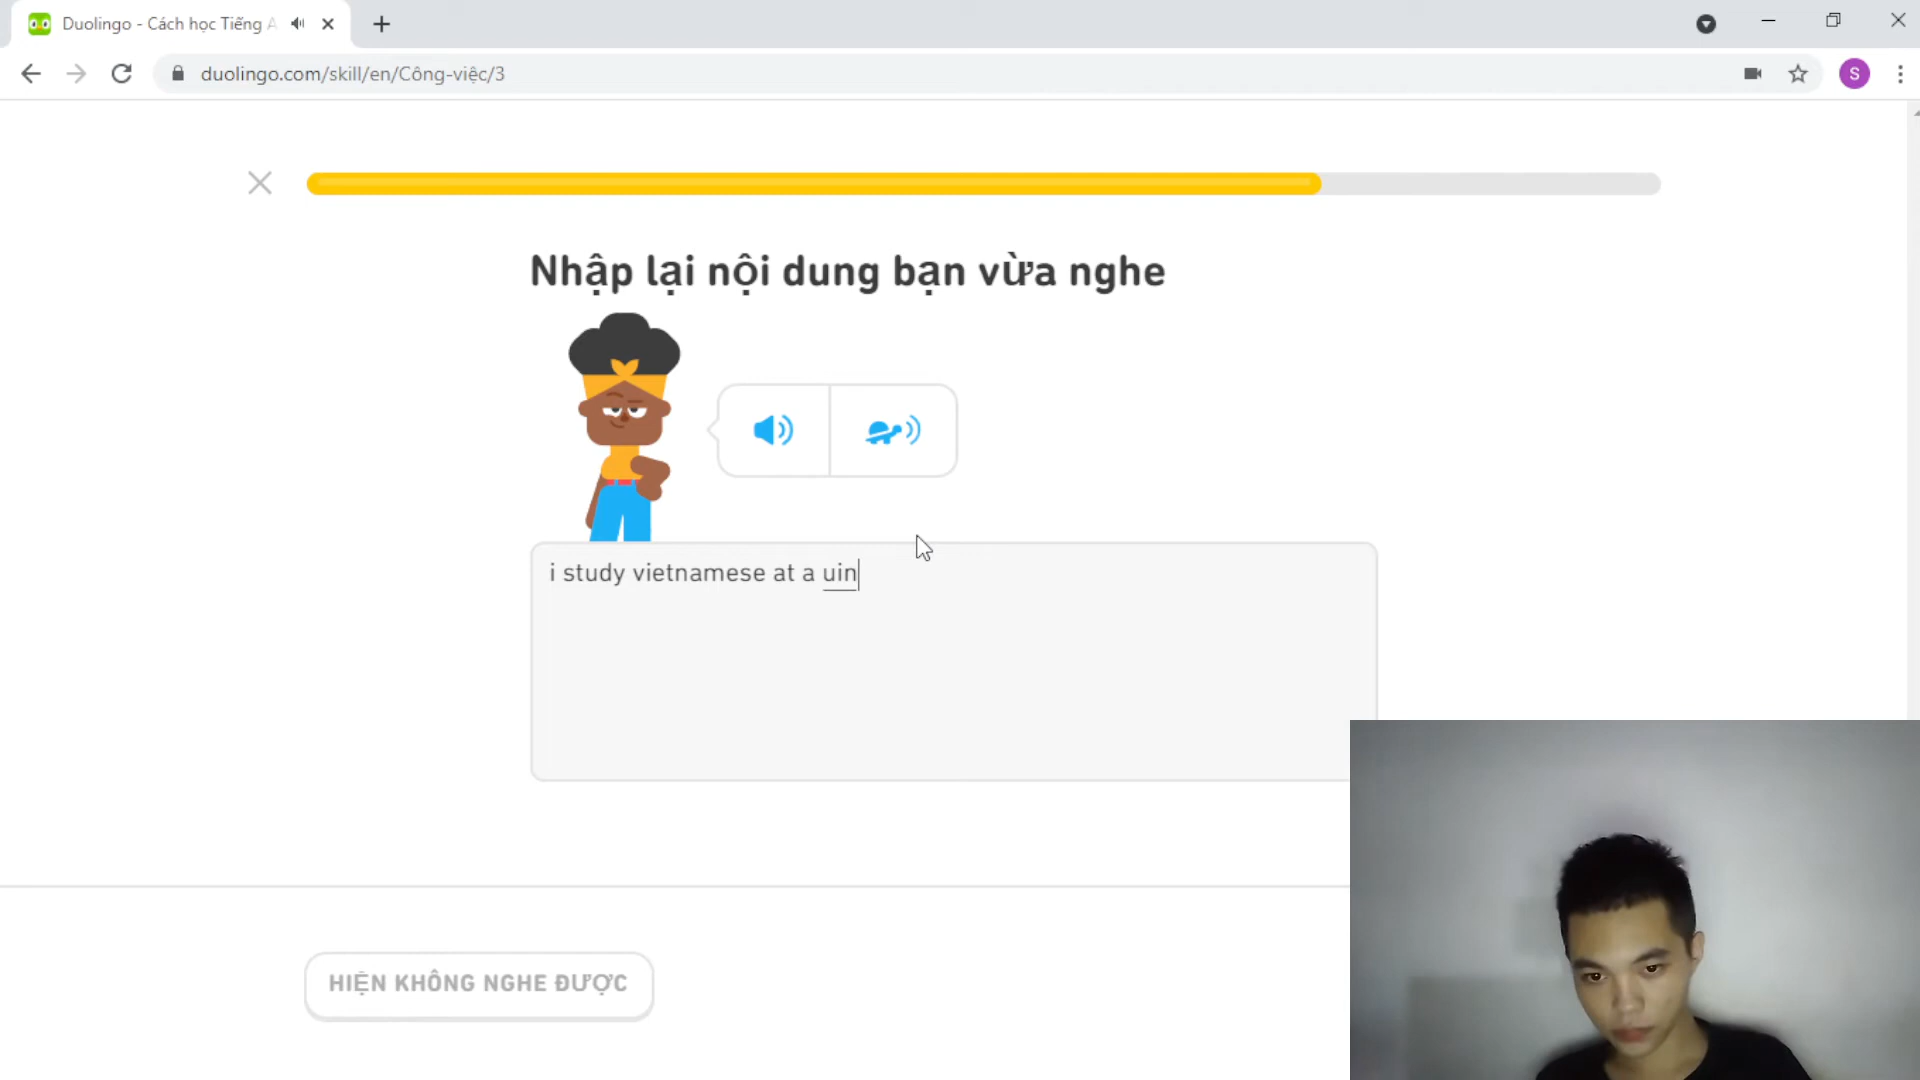 Duolingo - Cách học Tiếng A
duolingo.com/skill/en/Công-việc/3
S
Nhập lại nội dung bạn vừa nghe
i study vietnamese at a uin
HIỆN KHÔNG NGHE ĐƯỢC